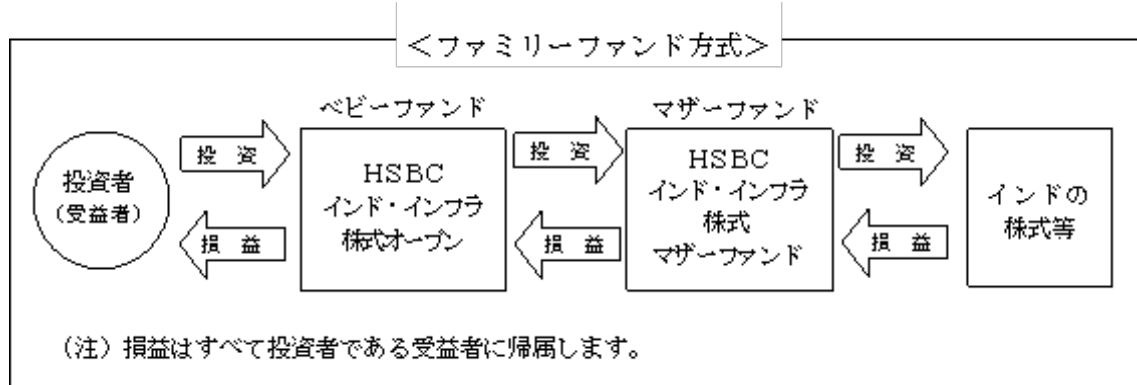 ＜ファミリーファンド方式＞
ベビーファンド
マザーファンド
投資者
（受益者）
投 資
損 益
HSBC
インド・インフラ
株式オープン
投 資
損 益
HSBC
インド・インフラ
株式
マザーファンド
投 資
損 益
インドの
株式等
（注）損益はすべて投資者である受益者に帰属します。